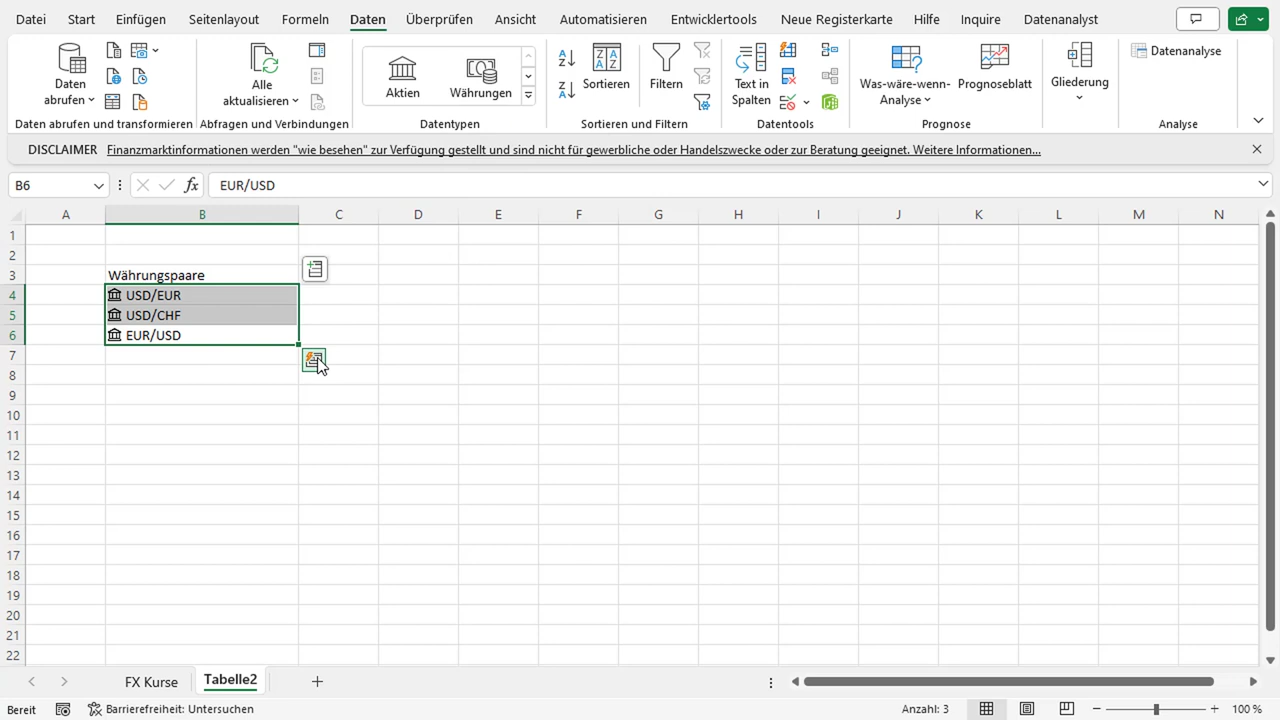 Datei Start Einfügen Seitenlayout Formeln Daten Überprüfen Ansicht Automatisieren Entwicklertools Neue Registerkarte Hilfe Inquire Datenanalyst
Daten abrufen
Alle aktualisieren
Aktien
Währungen
Sortieren
Filtern
Text in Spalten
Was-wäre-wenn-Analyse
Prognoseblatt
Gliederung
Datenanalyse
Daten abrufen und transformieren Abfragen und Verbindungen Datentypen Sortieren und Filtern Datentools Prognose Analyse
DISCLAIMER Finanzmarktinformationen werden "wie besehen" zur Verfügung gestellt und sind nicht für gewerbliche oder Handelszwecke oder zur Beratung geeignet. Weitere Informationen...
B6 fx EUR/USD
A B C D E F G H I J K L M N
1
2
3 Währungspaare
4 USD/EUR
5 USD/CHF
6 EUR/USD
7
8
9
10
11
12
13
14
15
16
17
18
19
20
21
22
FX Kurse Tabelle2
Bereit Barrierefreiheit: Untersuchen Anzahl: 3 100 %